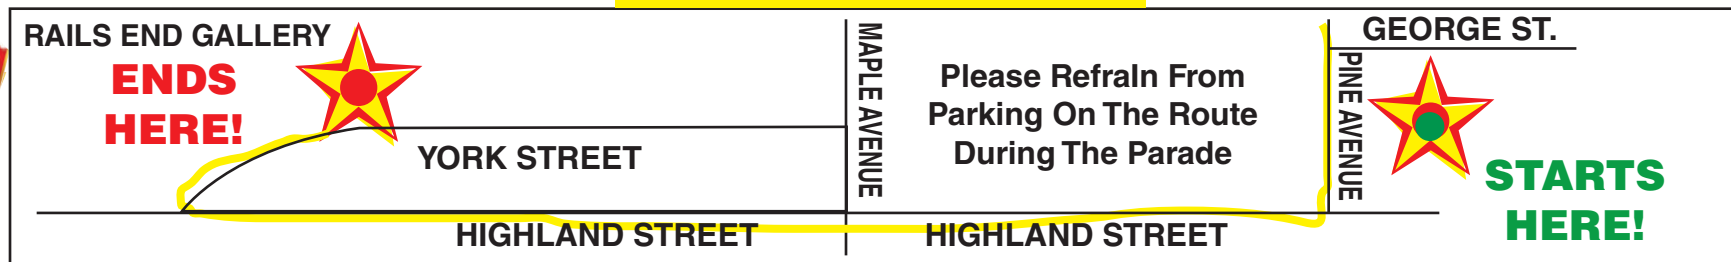 RAILS END GALLERY
ENDS
HERE!
YORK STREET
HIGHLAND STREET
MAPLE AVENUE
Please RefraIn From
Parking On The Route
During The Parade
HIGHLAND STREET
GEORGE ST.
PINE AVENUE
STARTS
HERE!